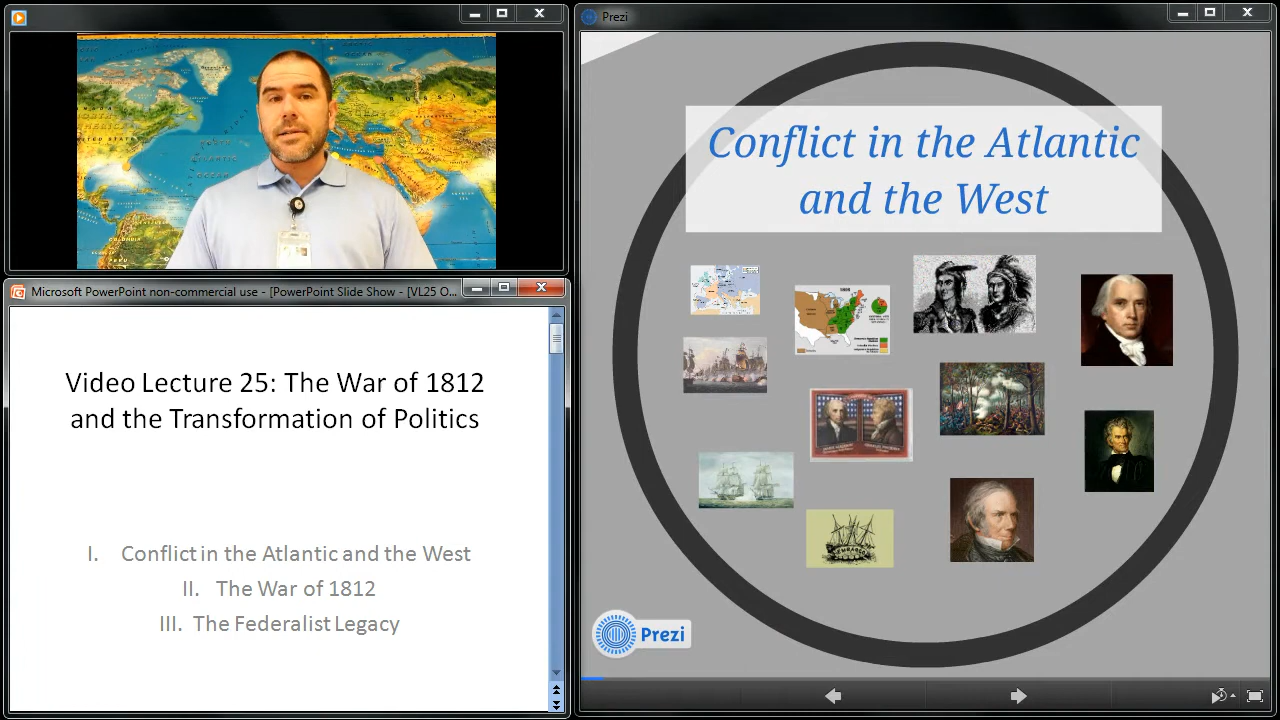 Prezi
Microsoft PowerPoint non-commercial use - [PowerPoint Slide Show - [VL25 O...
Video Lecture 25: The War of 1812
and the Transformation of Politics
I. Conflict in the Atlantic and the West
II. The War of 1812
III. The Federalist Legacy
Conflict in the Atlantic
and the West
1808
EMBARGO
Prezi